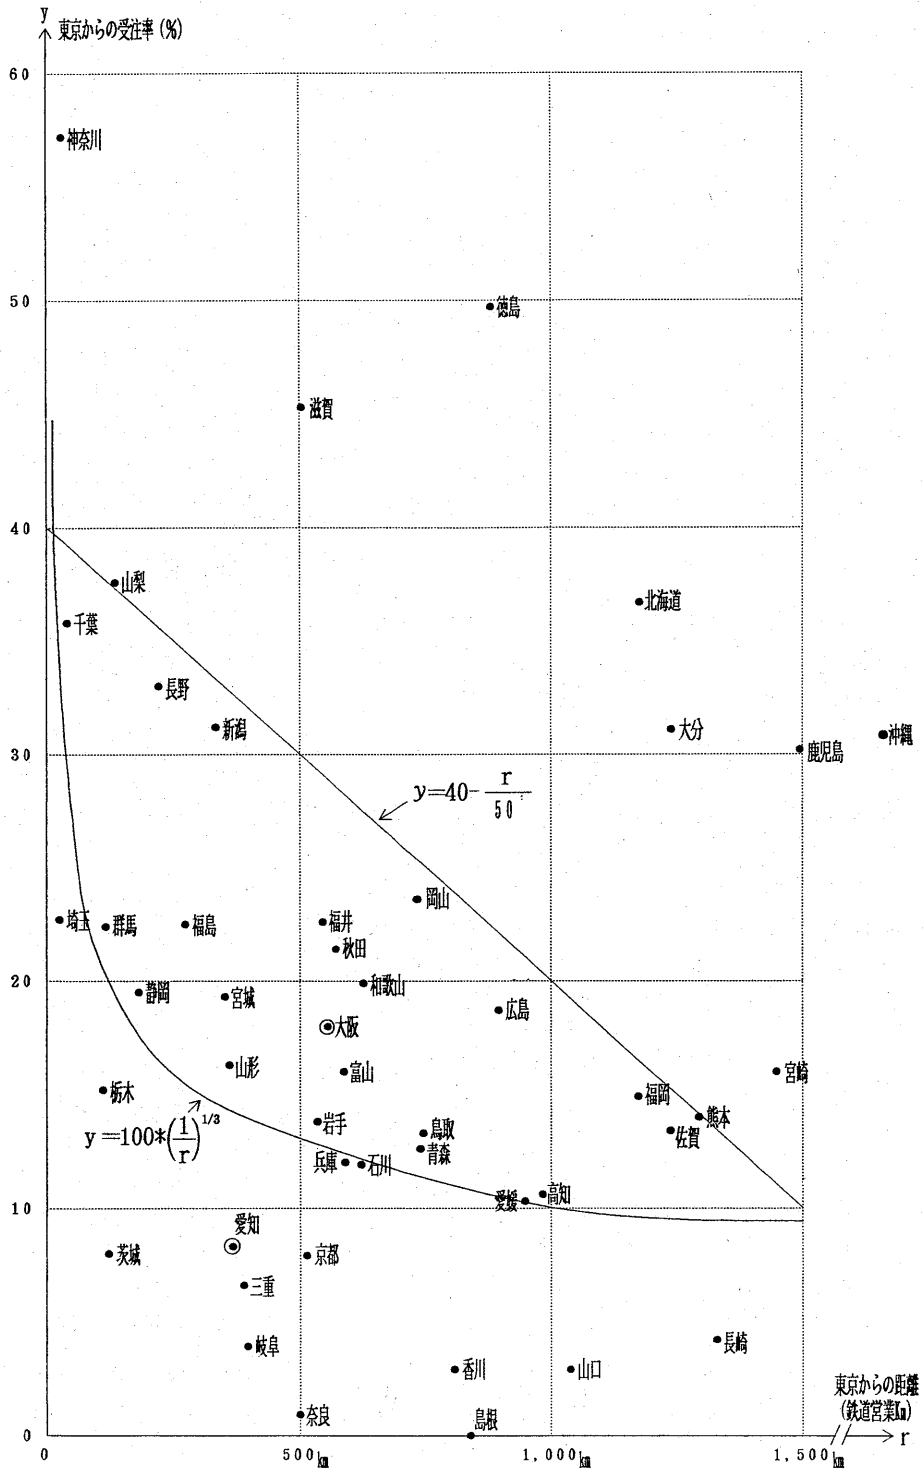 y
東京からの受注率 (%)
60
神奈川
50
徳島
滋賀
40
山梨
北海道
千葉
長野
新潟
大分
沖縄
鹿児島
30
y=40-r/50
岡山
埼玉
群馬
福島
福井
秋田
20
和歌山
静岡
宮城
広島
大阪
山形
富山
宮崎
栃木
福岡
熊本
岩手
佐賀
y=100*(1/r)^1/3
鳥取
青森
兵庫
石川
高知
愛媛
10
愛知
茨城
京都
三重
岐阜
長崎
香川
山口
奈良
島根
東京からの距離
(鉄道営業Km)
r
0
0
500km
1,000km
1,500km